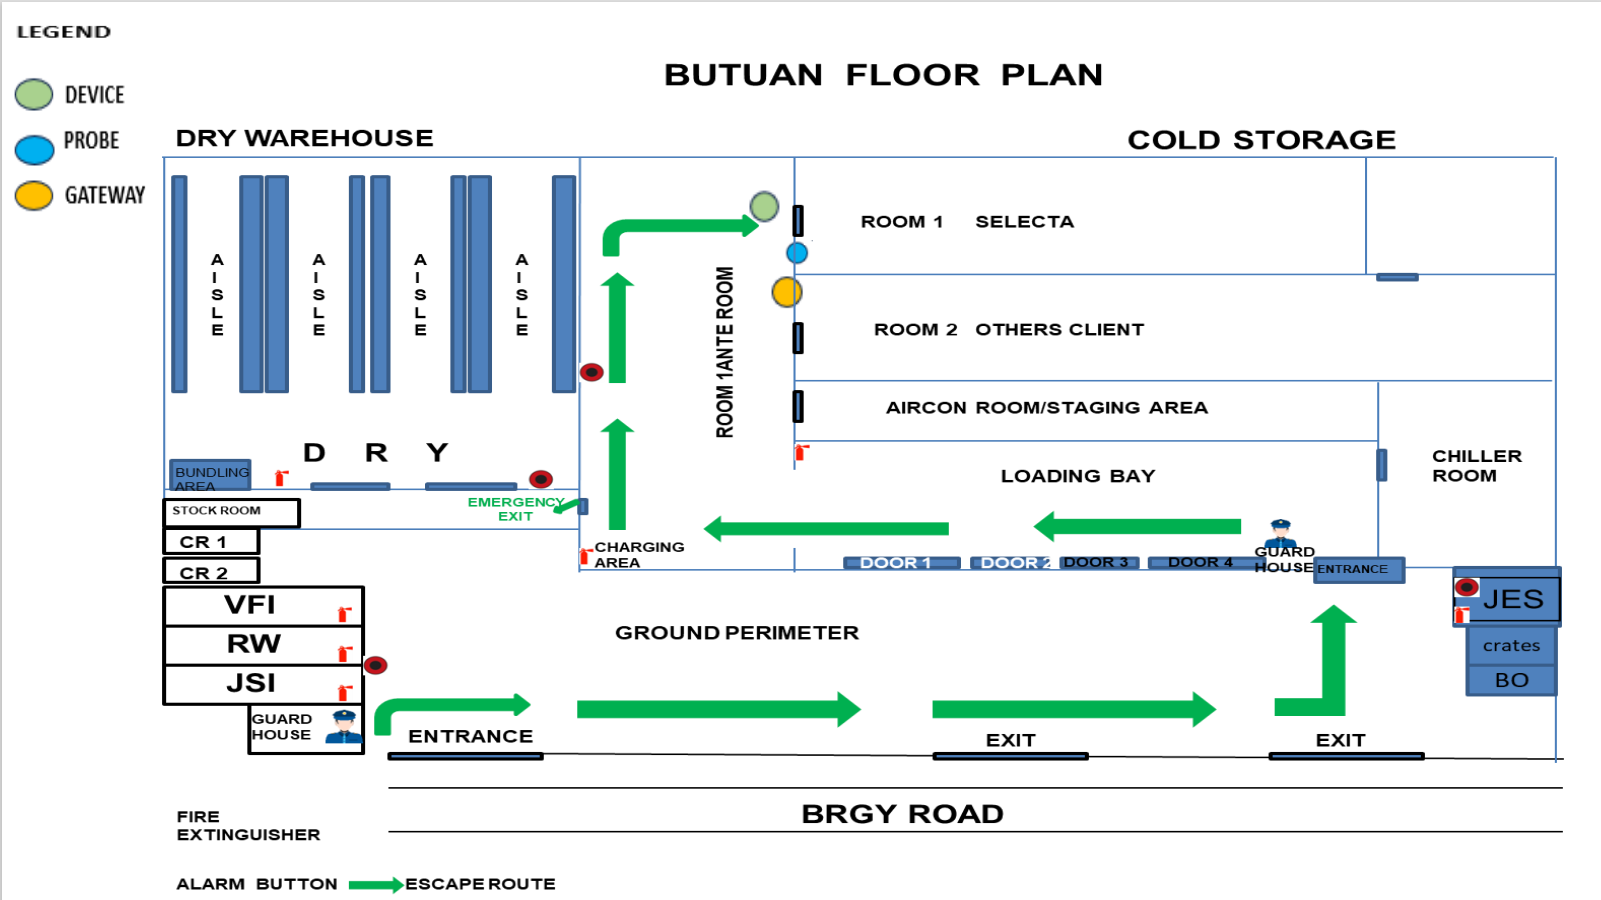 LEGEND
DEVICE
PROBE
GATEWAY
BUTUAN FLOOR PLAN
DRY WAREHOUSE
COLD STORAGE
AISLE
AISLE
AISLE
AISLE
ROOM 1 SELECTA
ROOM 1ANTE ROOM
ROOM 2 OTHERS CLIENT
AIRCON ROOM/STAGING AREA
D R Y
BUNDLING
AREA
LOADING BAY
CHILLER
ROOM
STOCK ROOM
EMERGENCY
EXIT
CR 1
CR 2
CHARGING
AREA
DOOR 1
DOOR 2
DOOR 3
DOOR 4
GUARD
HOUSE
ENTRANCE
VFI
RW
JSI
GROUND PERIMETER
JES
crates
BO
GUARD
HOUSE
ENTRANCE
EXIT
EXIT
BRGY ROAD
FIRE
EXTINGUISHER
ALARM BUTTON
ESCAPE ROUTE